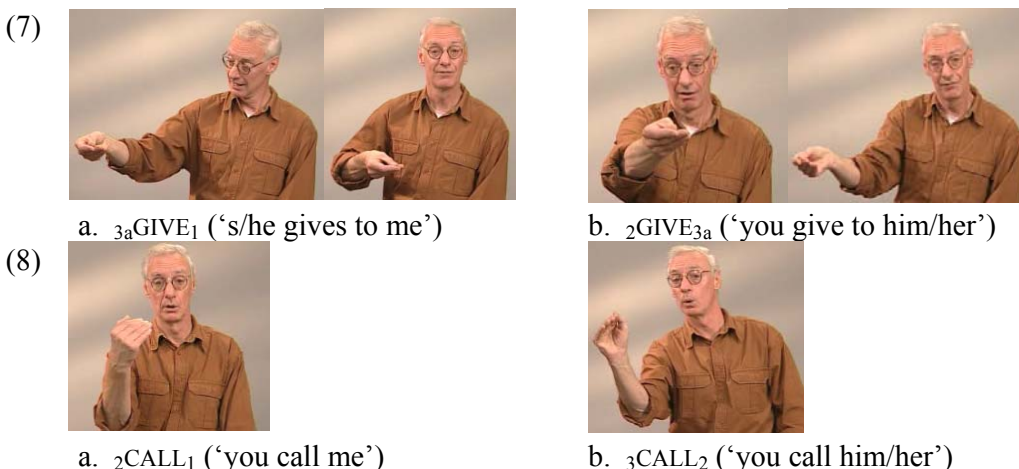 (7)
a. 3aGIVE1 (‘s/he gives to me’) b. 2GIVE3a (‘you give to him/her’)
(8)
a. 2CALL1 (‘you call me’) b. 3CALL2 (‘you call him/her’)